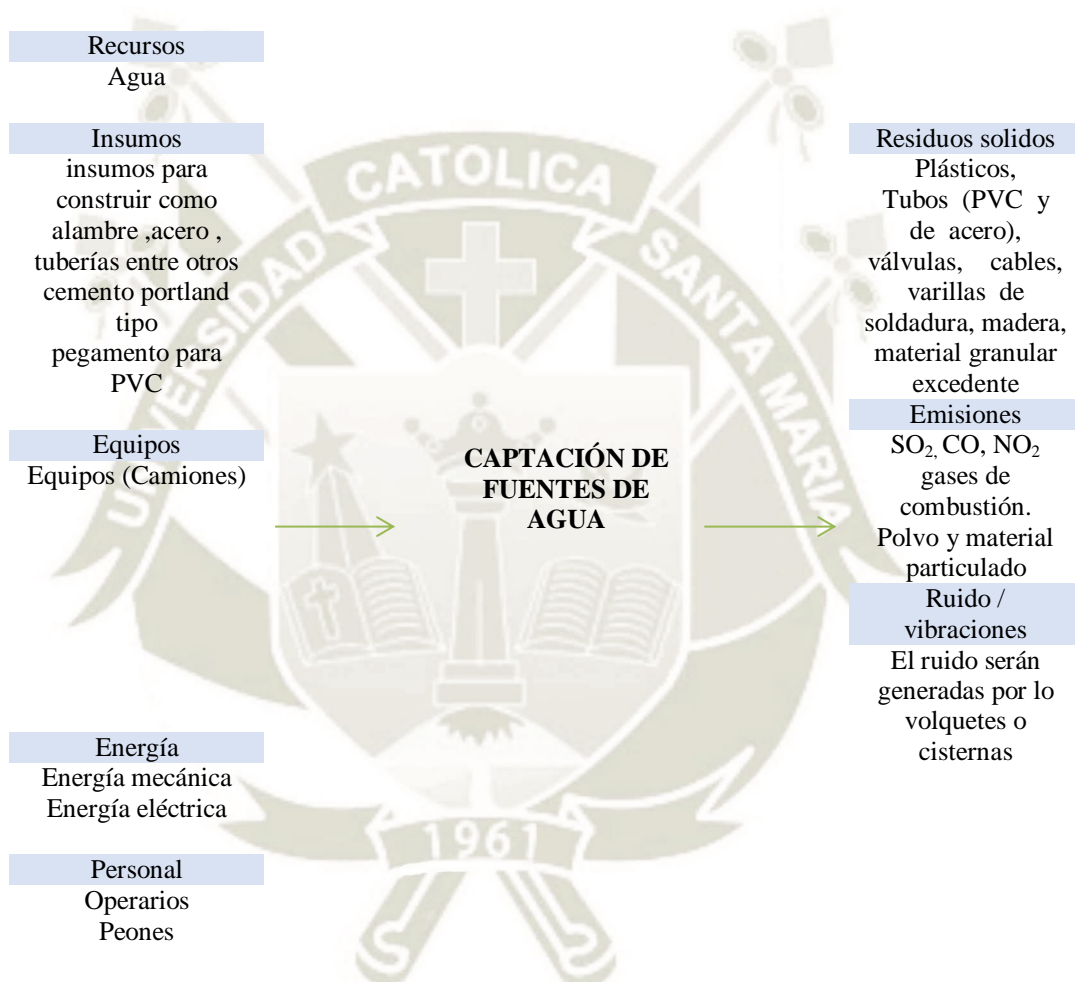 Recursos
Agua
Insumos
insumos para
construir como
alambre ,acero ,
tuberías entre otros
cemento portland
tipo
pegamento para
PVC
Equipos
Equipos (Camiones)
Energía
Energía mecánica
Energía eléctrica
Personal
Operarios
Peones
CAPTACIÓN DE
FUENTES DE
AGUA
Residuos solidos
Plásticos,
Tubos (PVC y
de acero),
válvulas, cables,
varillas de
soldadura, madera,
material granular
excedente
Emisiones
SO₂, CO, NO₂
gases de
combustión.
Polvo y material
particulado
Ruido /
vibraciones
El ruido serán
generadas por lo
volquetes o
cisternas
UNIVERSIDAD CATOLICA SANTA MARIA
1961